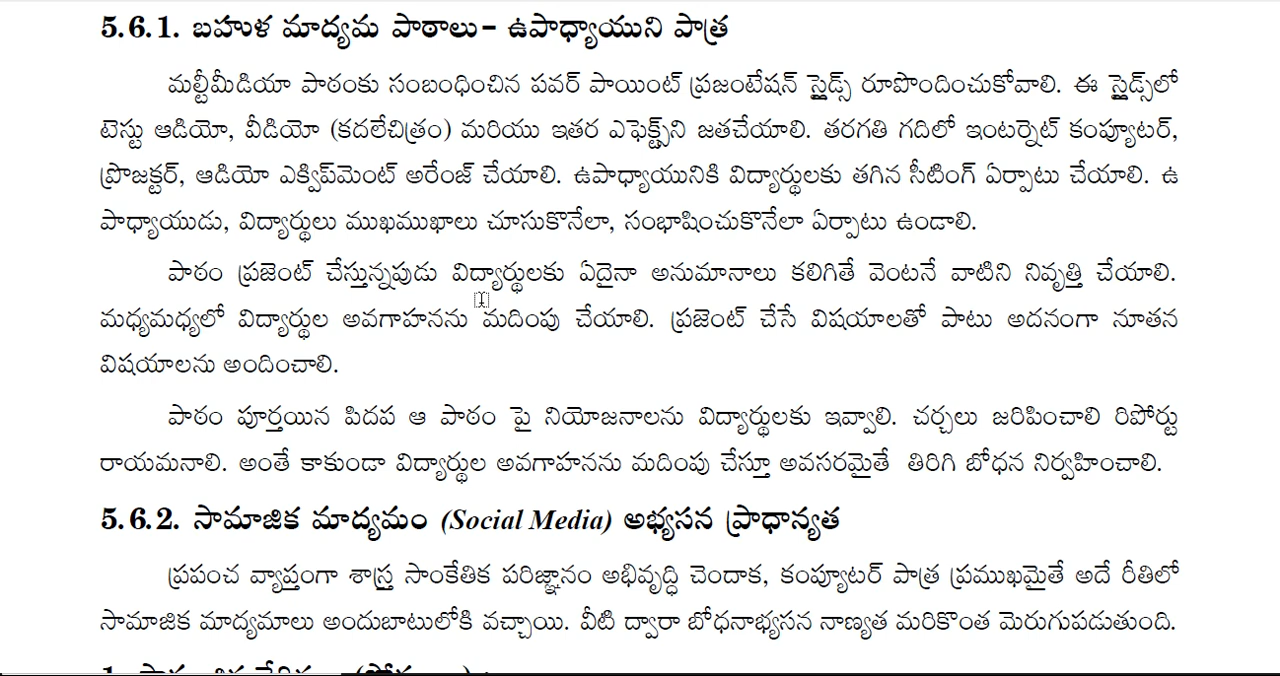 5.6.1. బహుళ మాధ్యమ పాఠాలు- ఉపాధ్యాయుని పాత్ర
మల్టీమీడియా పాఠంకు సంబంధించిన పవర్ పాయింట్ ప్రజంటేషన్ స్లైడ్స్ రూపొందించుకోవాలి. ఈ స్లైడ్స్‌లో
టెస్టు ఆడియో, వీడియో (కదలేచిత్రం) మరియు ఇతర ఎఫెక్ట్స్‌ని జతచేయాలి. తరగతి గదిలో ఇంటర్నెట్ కంప్యూటర్,
ప్రొజక్టర్, ఆడియో ఎక్విప్‌మెంట్ అరేంజ్ చేయాలి. ఉపాధ్యాయునికి విద్యార్థులకు తగిన సీటింగ్ ఏర్పాటు చేయాలి. ఉ
పాధ్యాయుడు, విద్యార్థులు ముఖముఖాలు చూసుకొనేలా, సంభాషించుకొనేలా ఏర్పాటు ఉండాలి.
పాఠం ప్రజెంట్ చేస్తున్నపుడు విద్యార్థులకు ఏదైనా అనుమానాలు కలిగితే వెంటనే వాటిని నివృత్తి చేయాలి.
మధ్యమధ్యలో విద్యార్థుల అవగాహనను మదింపు చేయాలి. ప్రజెంట్ చేసే విషయాలతో పాటు అదనంగా నూతన
విషయాలను అందించాలి.
పాఠం పూర్తయిన పిదప ఆ పాఠం పై నియోజనాలను విద్యార్థులకు ఇవ్వాలి. చర్చలు జరిపించాలి రిపోర్టు
రాయమనాలి. అంతే కాకుండా విద్యార్థుల అవగాహనను మదింపు చేస్తూ అవసరమైతే తిరిగి బోధన నిర్వహించాలి.
5.6.2. సామాజిక మాధ్యమం (Social Media) అభ్యసన ప్రాధాన్యత
ప్రపంచ వ్యాప్తంగా శాస్త్ర సాంకేతిక పరిజ్ఞానం అభివృద్ధి చెందాక, కంప్యూటర్ పాత్ర ప్రముఖమైతే అదే రీతిలో
సామాజిక మాధ్యమాలు అందుబాటులోకి వచ్చాయి. వీటి ద్వారా బోధనాభ్యసన నాణ్యత మరికొంత మెరుగుపడుతుంది.